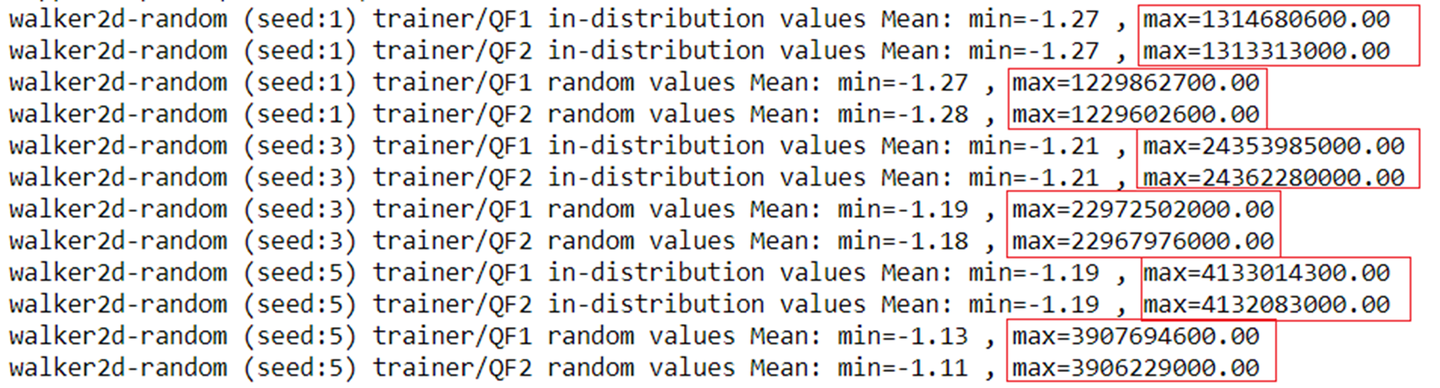 walker2d-random (seed:1) trainer/QF1 in-distribution values Mean: min=-1.27 , max=1314680600.00
walker2d-random (seed:1) trainer/QF2 in-distribution values Mean: min=-1.27 , max=1313313000.00
walker2d-random (seed:1) trainer/QF1 random values Mean: min=-1.27 , max=1229862700.00
walker2d-random (seed:1) trainer/QF2 random values Mean: min=-1.28 , max=1229602600.00
walker2d-random (seed:3) trainer/QF1 in-distribution values Mean: min=-1.21 , max=24353985000.00
walker2d-random (seed:3) trainer/QF2 in-distribution values Mean: min=-1.21 , max=24362280000.00
walker2d-random (seed:3) trainer/QF1 random values Mean: min=-1.19 , max=22972502000.00
walker2d-random (seed:3) trainer/QF2 random values Mean: min=-1.18 , max=22967976000.00
walker2d-random (seed:5) trainer/QF1 in-distribution values Mean: min=-1.19 , max=4133014300.00
walker2d-random (seed:5) trainer/QF2 in-distribution values Mean: min=-1.19 , max=4132083000.00
walker2d-random (seed:5) trainer/QF1 random values Mean: min=-1.13 , max=3907694600.00
walker2d-random (seed:5) trainer/QF2 random values Mean: min=-1.11 , max=3906229000.00